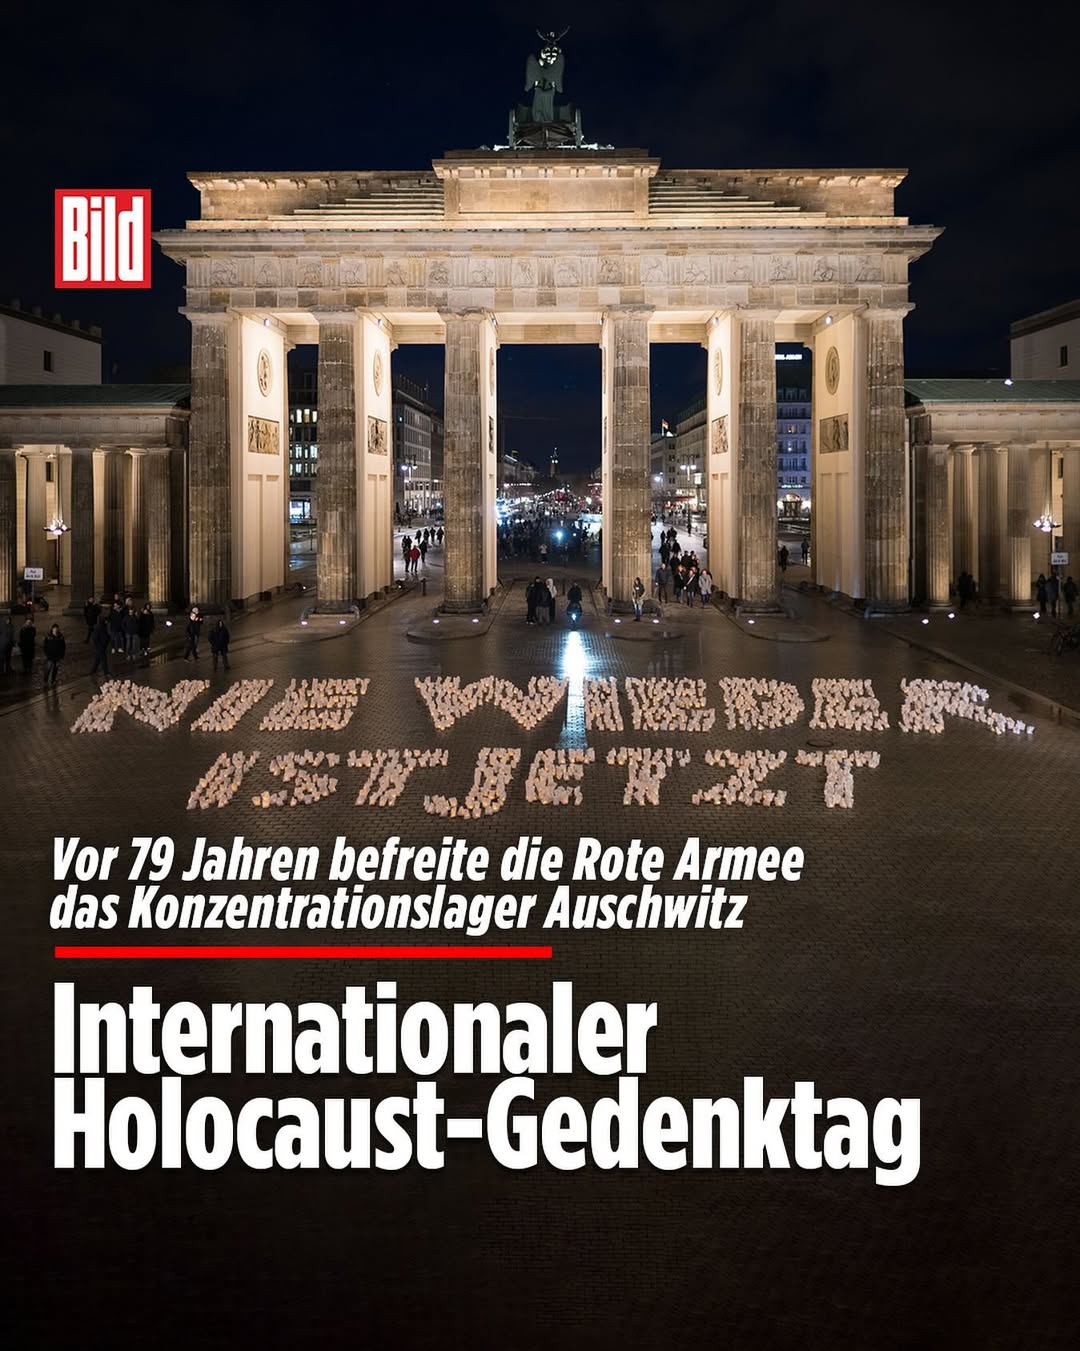 Bild
NIE WIEDER
IST JETZT
Vor 79 Jahren befreite die Rote Armee
das Konzentrationslager Auschwitz
Internationaler
Holocaust-Gedenktag